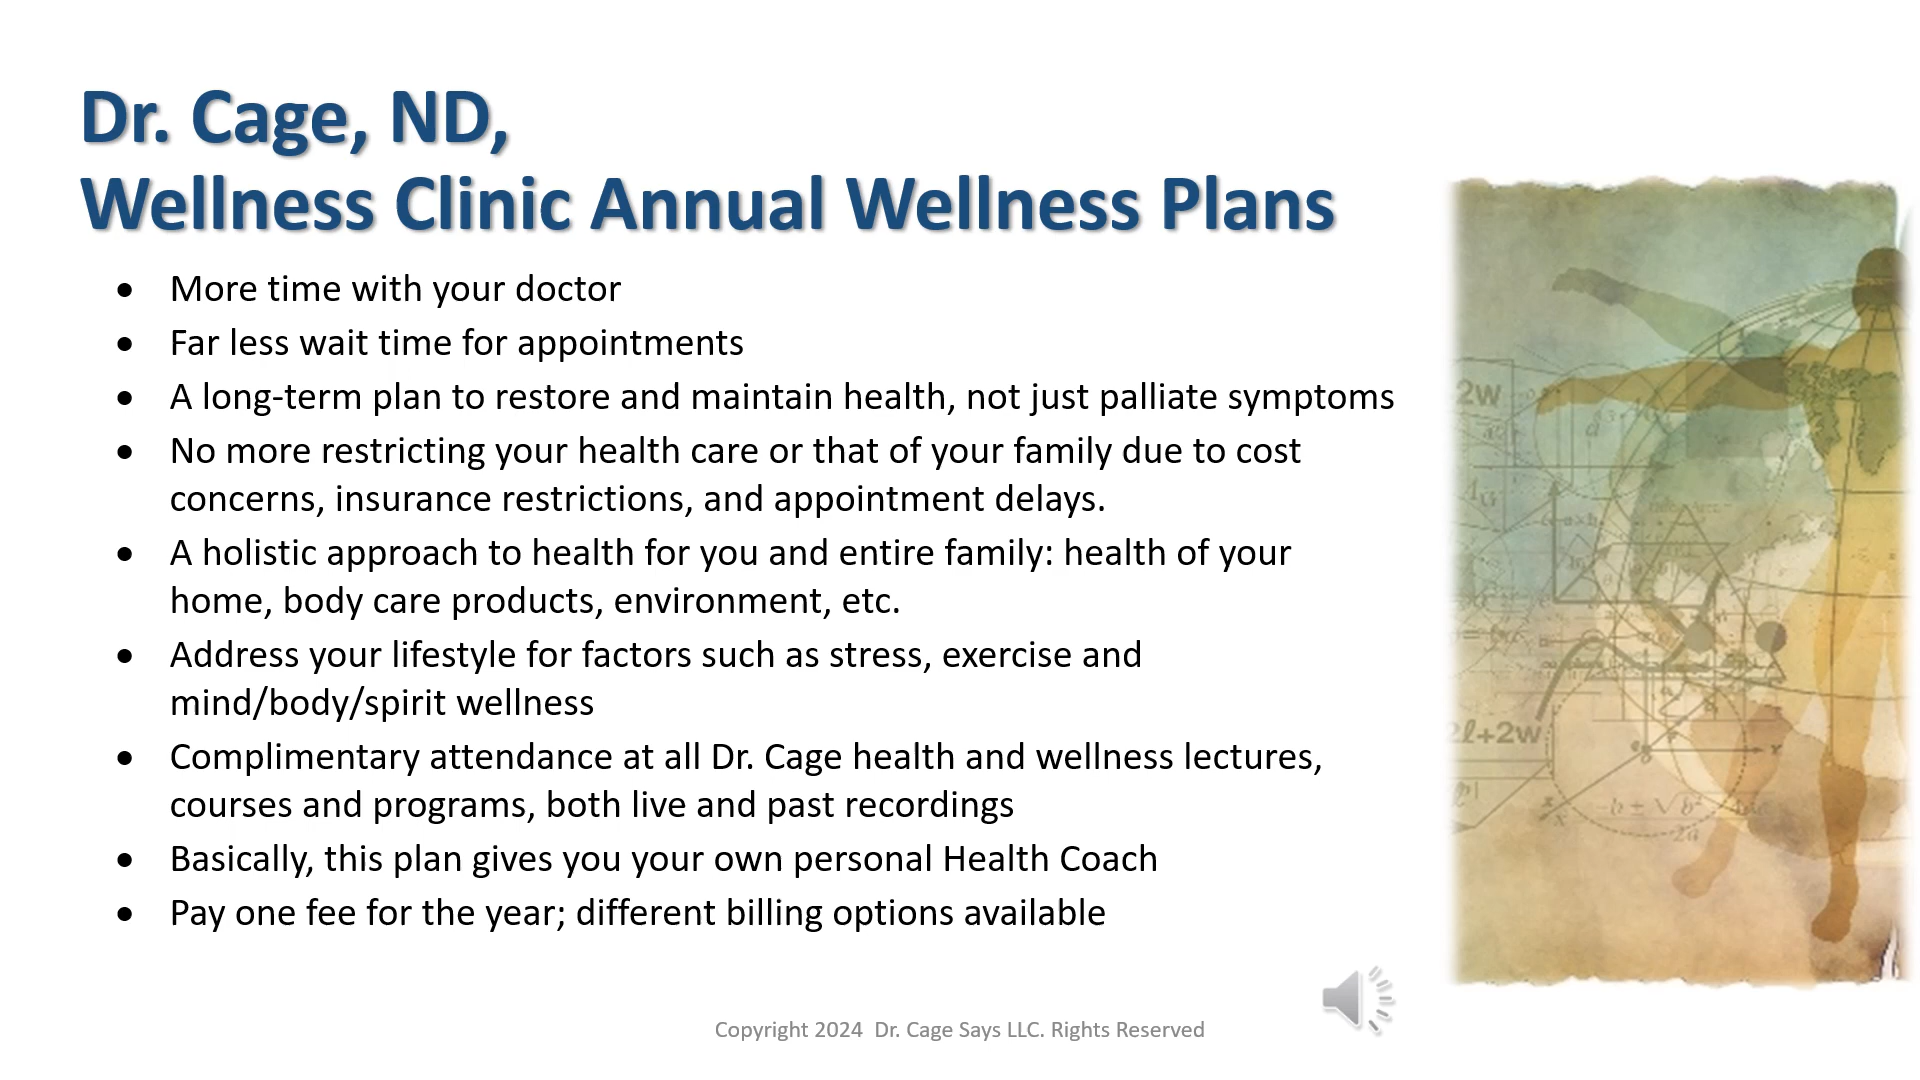 Dr. Cage, ND,
Wellness Clinic Annual Wellness Plans
• More time with your doctor
• Far less wait time for appointments
• A long-term plan to restore and maintain health, not just palliate symptoms
• No more restricting your health care or that of your family due to cost
concerns, insurance restrictions, and appointment delays.
• A holistic approach to health for you and entire family: health of your
home, body care products, environment, etc.
• Address your lifestyle for factors such as stress, exercise and
mind/body/spirit wellness
• Complimentary attendance at all Dr. Cage health and wellness lectures,
courses and programs, both live and past recordings
• Basically, this plan gives you your own personal Health Coach
• Pay one fee for the year; different billing options available
2w
2ℓ+2w
Copyright 2024 Dr. Cage Says LLC. Rights Reserved